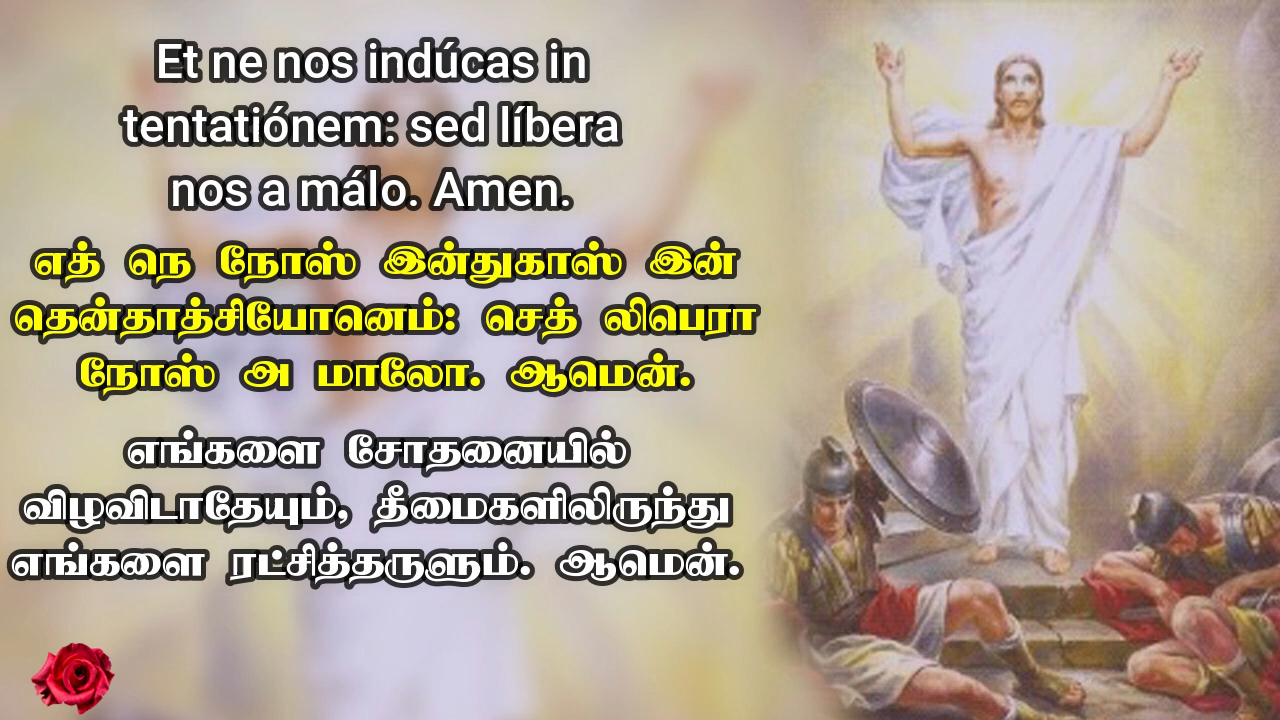 Et ne nos indúcas in
tentatiónem: sed líbera
nos a málo. Amen.
எத் நெ நோஸ் இன்துகாஸ் இன்
தென்தாத்சியோனெம்: செத் லிபெரா
நோஸ் அ மாலோ. ஆமென்.
எங்களை சோதனையில்
விழவிடாதேயும், தீமைகளிலிருந்து
எங்களை ரட்சித்தருளும். ஆமென்.